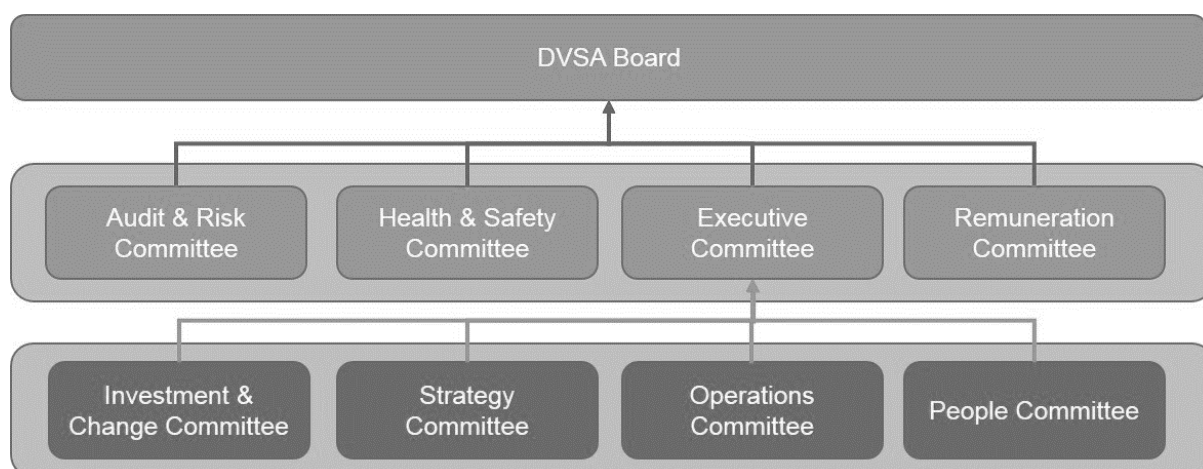 DVSA Board
Audit & Risk
Committee
Health & Safety
Committee
Executive
Committee
Remuneration
Committee
Investment &
Change Committee
Strategy
Committee
Operations
Committee
People Committee